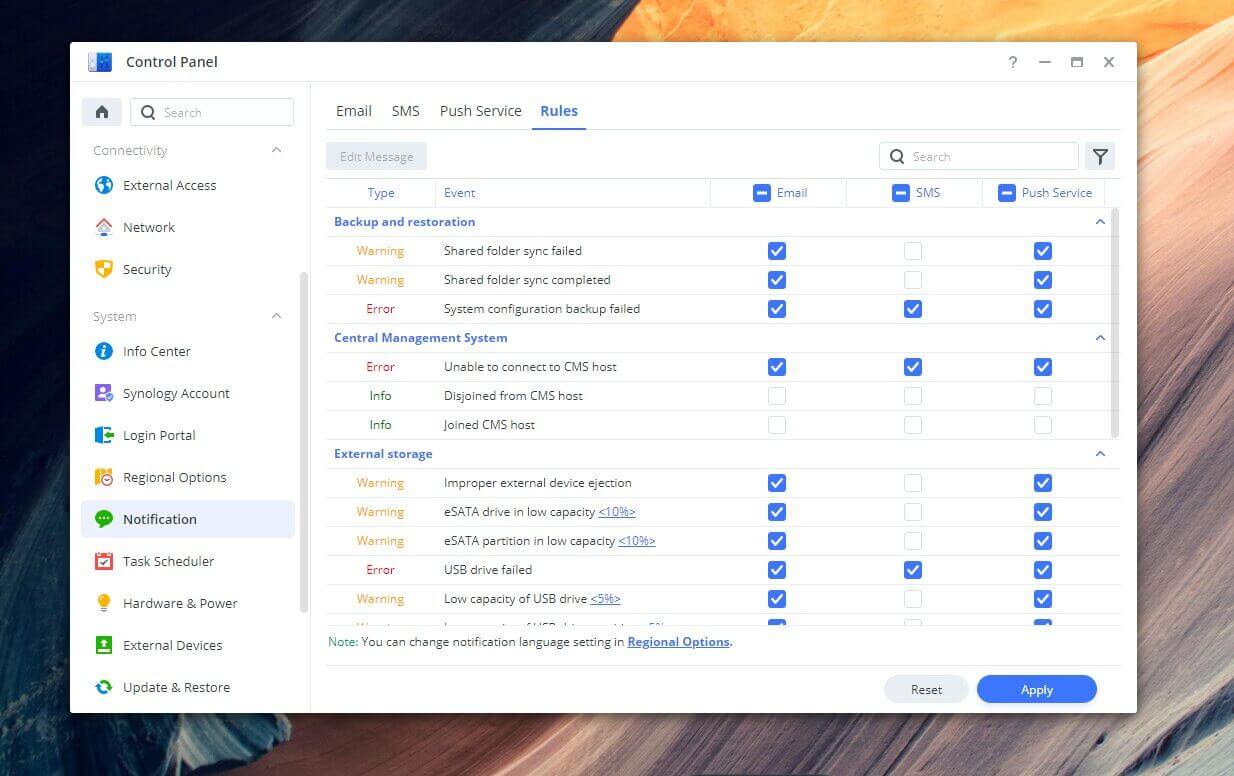 Control Panel
?
Search
Connectivity
External Access
Network
Security
System
Info Center
Synology Account
Login Portal
Regional Options
Notification
Task Scheduler
Hardware & Power
External Devices
Update & Restore
Email SMS Push Service Rules
Edit Message Search
Type Event Email SMS Push Service
Backup and restoration
Warning Shared folder sync failed
Warning Shared folder sync completed
Error System configuration backup failed
Central Management System
Error Unable to connect to CMS host
Info Disjoined from CMS host
Info Joined CMS host
External storage
Warning Improper external device ejection
Warning eSATA drive in low capacity <10%>
Warning eSATA partition in low capacity <10%>
Error USB drive failed
Warning Low capacity of USB drive <5%>
Note: You can change notification language setting in Regional Options.
Reset Apply